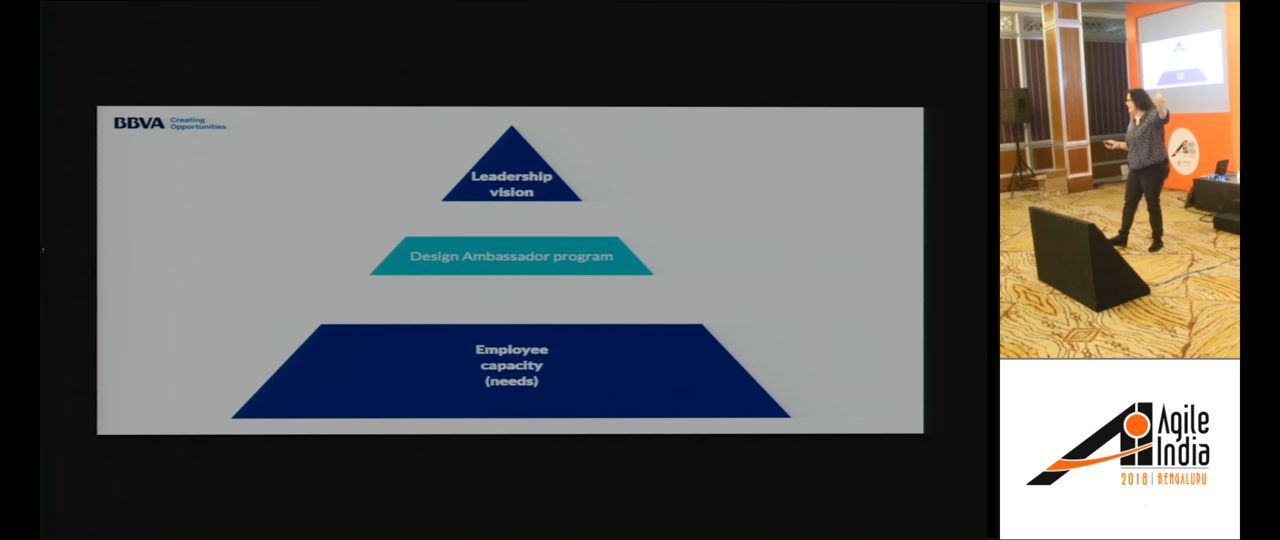 BBVA Creating
Opportunities
Leadership
vision
Design Ambassador program
Employee
capacity
(needs)
Agile
India
2018 | BENGALURU